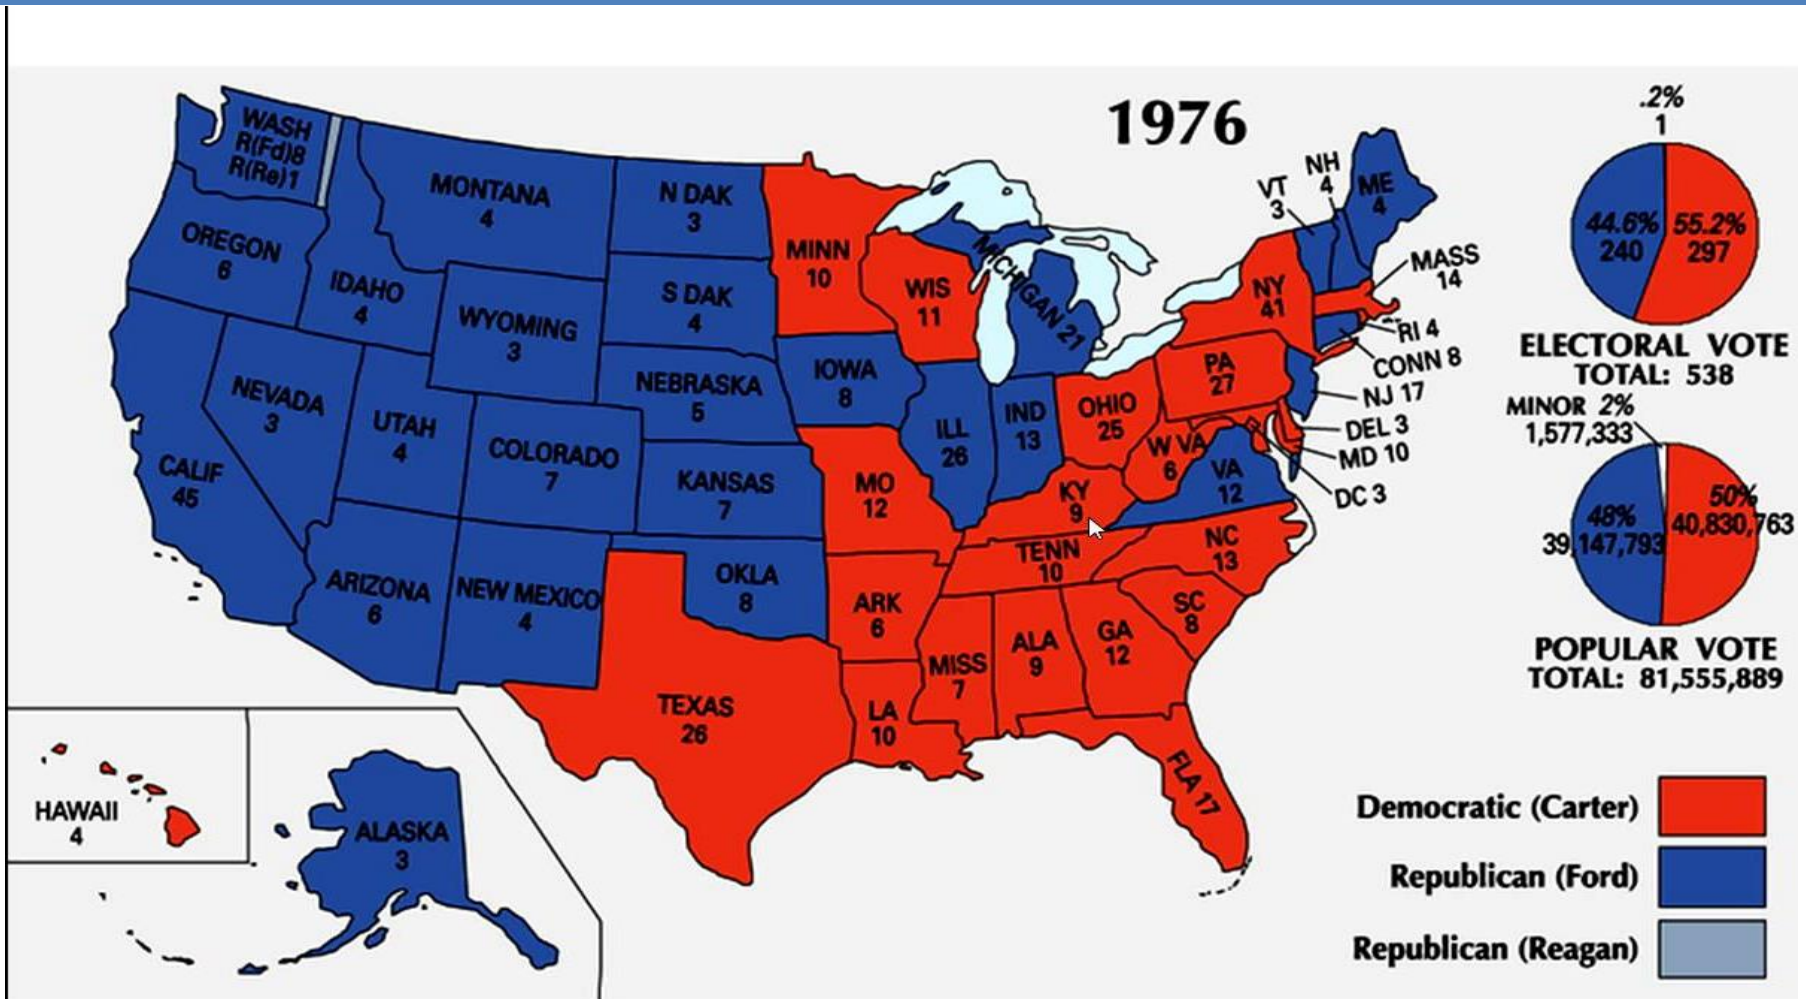 1976
WASH
R(Fd)8
R(Re)1
OREGON
6
CALIF
45
NEVADA
3
IDAHO
4
MONTANA
4
WYOMING
3
UTAH
4
COLORADO
7
ARIZONA
6
NEW MEXICO
4
N DAK
3
S DAK
4
NEBRASKA
5
KANSAS
7
OKLA
8
TEXAS
26
MINN
10
IOWA
8
MO
12
ARK
6
LA
10
WIS
11
ILL
26
MICHIGAN 21
IND
13
OHIO
25
KY
9
TENN
10
MISS
7
ALA
9
GA
12
FLA 17
SC
8
NC
13
VA
12
W VA
6
PA
27
NY
41
VT
3
NH
4
ME
4
MASS
14
RI 4
CONN 8
NJ 17
DEL 3
MD 10
DC 3
HAWAII
4
ALASKA
3
.2%
1
44.6%
240
55.2%
297
ELECTORAL VOTE
TOTAL: 538
MINOR 2%
1,577,333
48%
39,147,793
50%
40,830,763
POPULAR VOTE
TOTAL: 81,555,889
Democratic (Carter)
Republican (Ford)
Republican (Reagan)